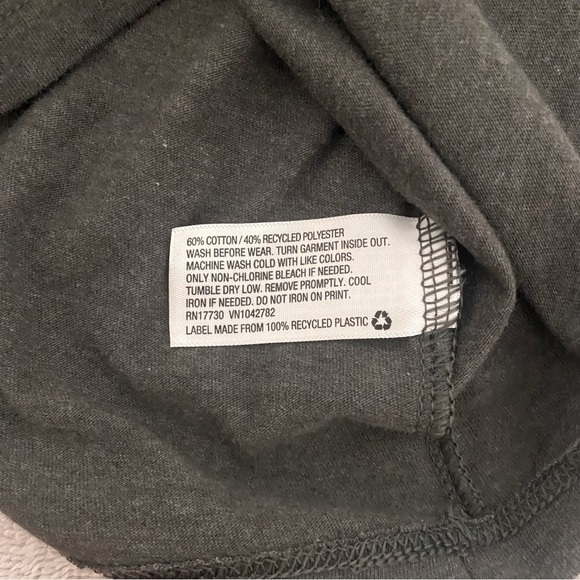 60% COTTON / 40% RECYCLED POLYESTER
WASH BEFORE WEAR. TURN GARMENT INSIDE OUT.
MACHINE WASH COLD WITH LIKE COLORS.
ONLY NON-CHLORINE BLEACH IF NEEDED.
TUMBLE DRY LOW. REMOVE PROMPTLY. COOL
IRON IF NEEDED. DO NOT IRON ON PRINT.
RN17730 VN1042782
LABEL MADE FROM 100% RECYCLED PLASTIC